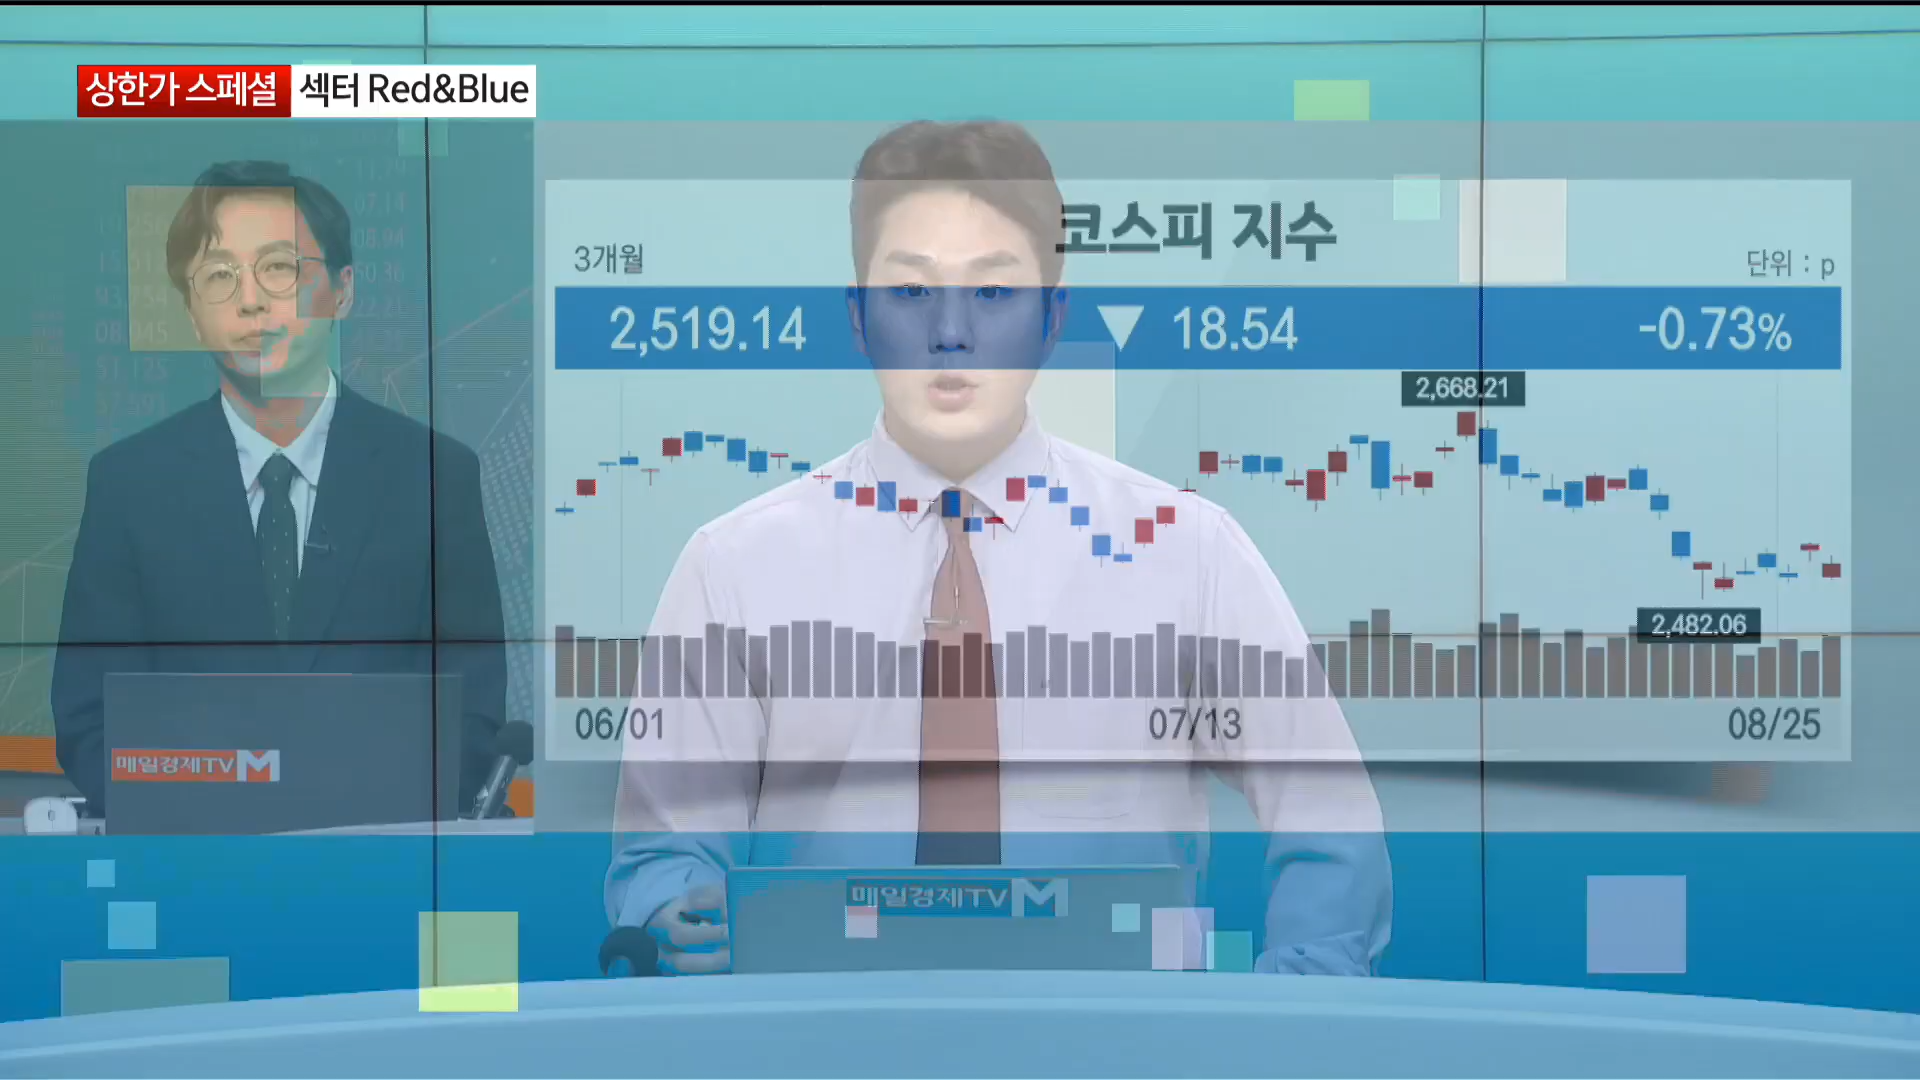 상한가 스페셜 섹터 Red&Blue
코스피 지수
3개월
단위 : p
2,519.14 ▼ 18.54 -0.73%
2,668.21
2,482.06
06/01 07/13 08/25
매일경제TV M
매일경제TV M